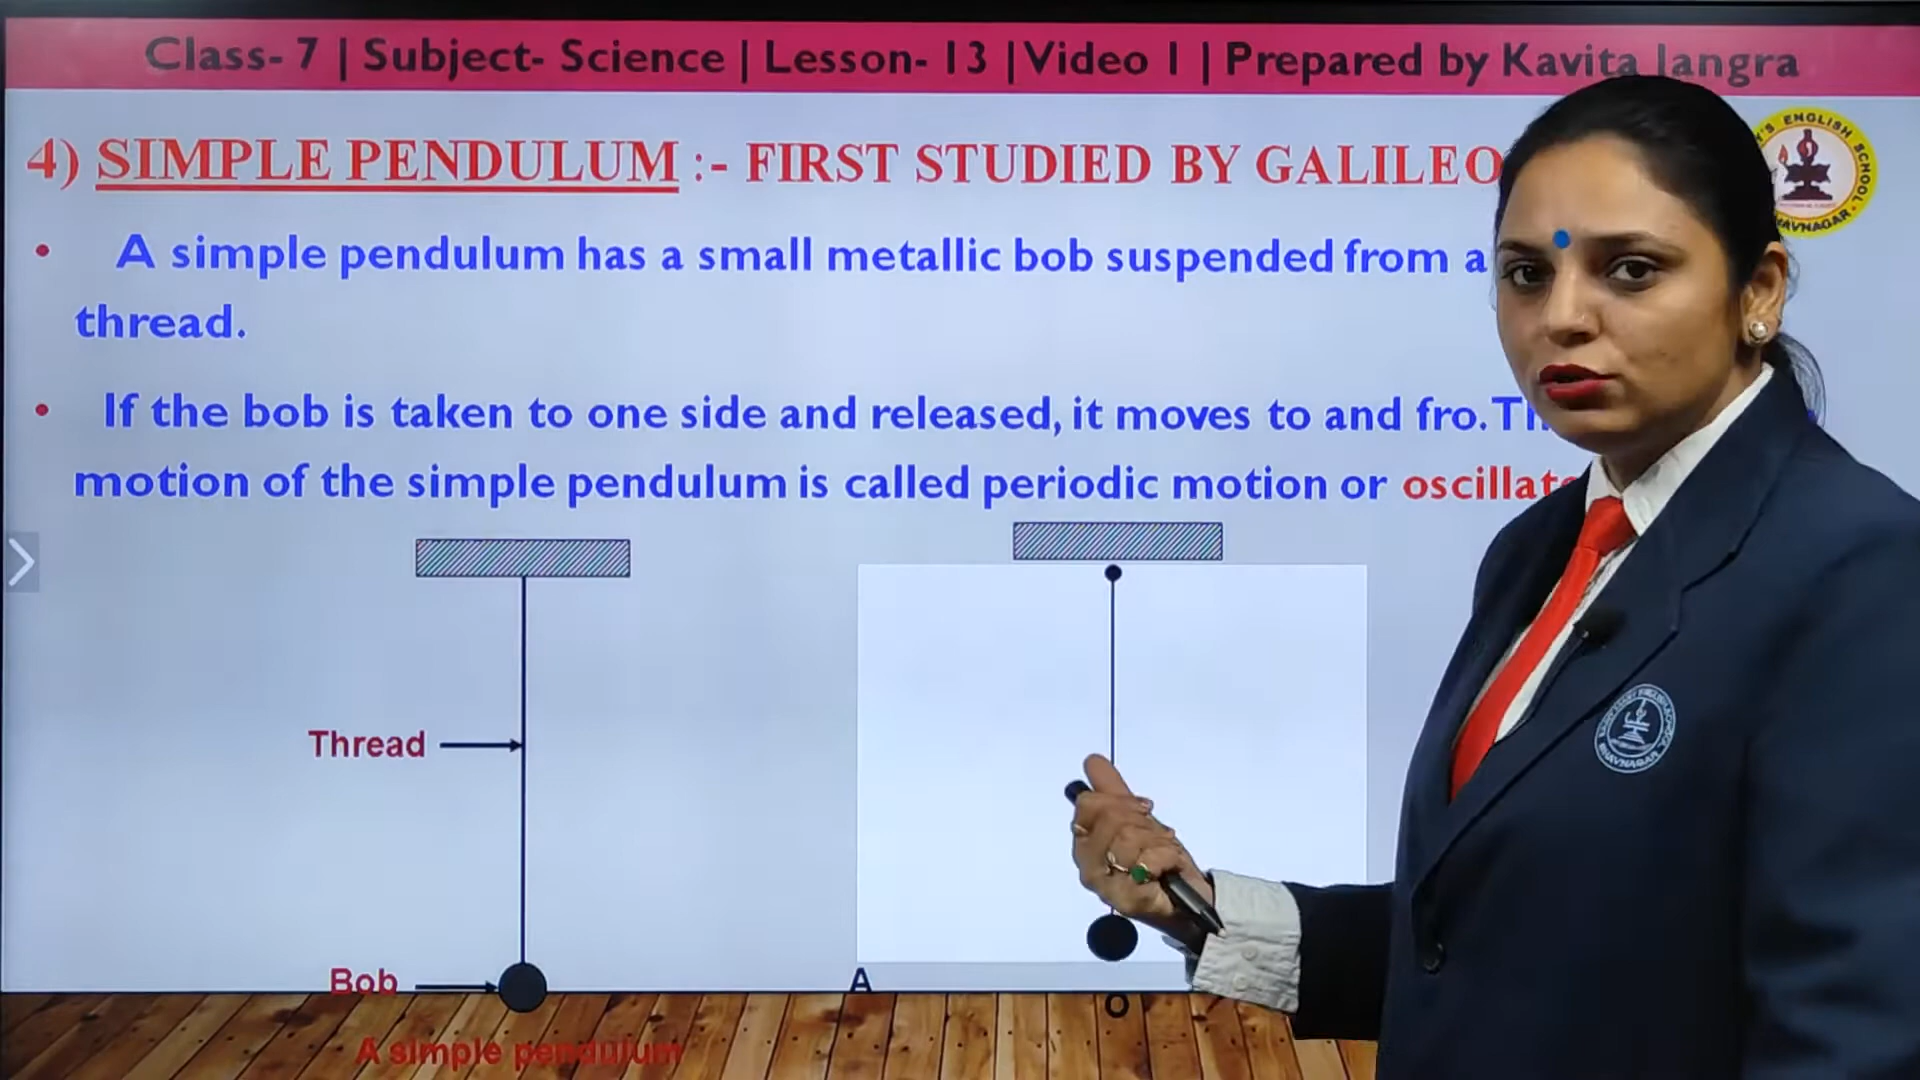 Class- 7 | Subject- Science | Lesson- 13 | Video 1 | Prepared by Kavita Jangra
4) SIMPLE PENDULUM :- FIRST STUDIED BY GALILEO
ENGLISH SCHOOL
• A simple pendulum has a small metallic bob suspended from a
thread.
• If the bob is taken to one side and released, it moves to and fro.
motion of the simple pendulum is called periodic motion or
Thread
Bob
A
O
A simple pendulum